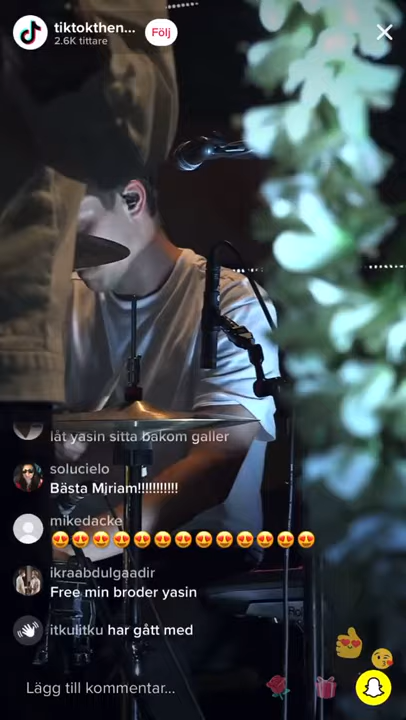 tiktokthen...
Följ
2.6K tittare
låt yasin sitta bakom galler
solucielo
Bästa Mjriam!!!!!!!!!!!
mikedacke
😍😍😍😍😍😍😍😍😍😍😍😍😍
ikraabdulgaadir
Free min broder yasin
itkulitku har gått med
Lägg till kommentar...